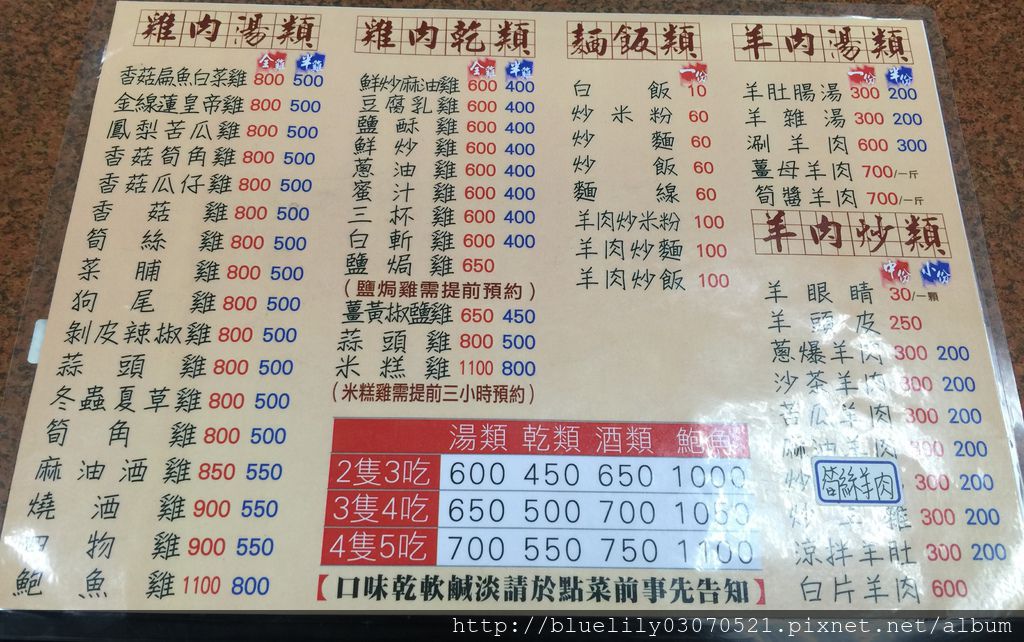 雞肉湯類
全雞 半雞
香菇扁魚白菜雞 800 500
金線蓮皇帝雞 800 500
鳳梨苦瓜雞 800 500
香菇筍角雞 800 500
香菇瓜仔雞 800 500
香菇雞 800 500
筍絲雞 800 500
菜脯雞 800 500
狗尾雞 800 500
剝皮辣椒雞 800 500
蒜頭雞 800 500
冬蟲夏草雞 800 500
筍角雞 800 500
麻油酒雞 850 550
燒酒雞 900 550
物雞 900 550
鮑魚雞 1100 800
雞肉乾類
全雞 半雞
鮮炒麻油雞 600 400
豆腐乳雞 600 400
鹽酥雞 600 400
鮮炒雞 600 400
蔥油雞 600 400
蜜汁雞 600 400
三杯雞 600 400
白斬雞 600 400
鹽焗雞 650
(鹽焗雞需提前預約)
薑黃椒鹽雞 650 450
蒜頭雞 800 500
米糕雞 1100 800
(米糕雞需提前三小時預約)
麵飯類
一份
白飯 10
炒米粉 60
炒麵 60
炒飯 60
麵線 60
羊肉炒米粉 100
羊肉炒麵 100
羊肉炒飯 100
羊肉湯類
一份 半份
羊肚腸湯 300 200
羊雜湯 300 200
涮羊肉 600 300
薑母羊肉 700/一斤
筍醬羊肉 700/一斤
羊肉炒類
中份 小份
羊眼睛 30/一顆
羊頭皮 250
蔥爆羊肉 300 200
沙茶羊肉 300 200
苦瓜羊肉 300 200
麻油羊肉 300 200
炒 筍絲羊肉 300 200
炒羊雜 300 200
涼拌羊肚 300 200
白片羊肉 600
湯類 乾類 酒類 鮑魚
2隻3吃 600 450 650 1000
3隻4吃 650 500 700 1050
4隻5吃 700 550 750 1100
【口味乾軟鹹淡請於點菜前事先告知】
http://bluelily03070521.pixnet.net/album